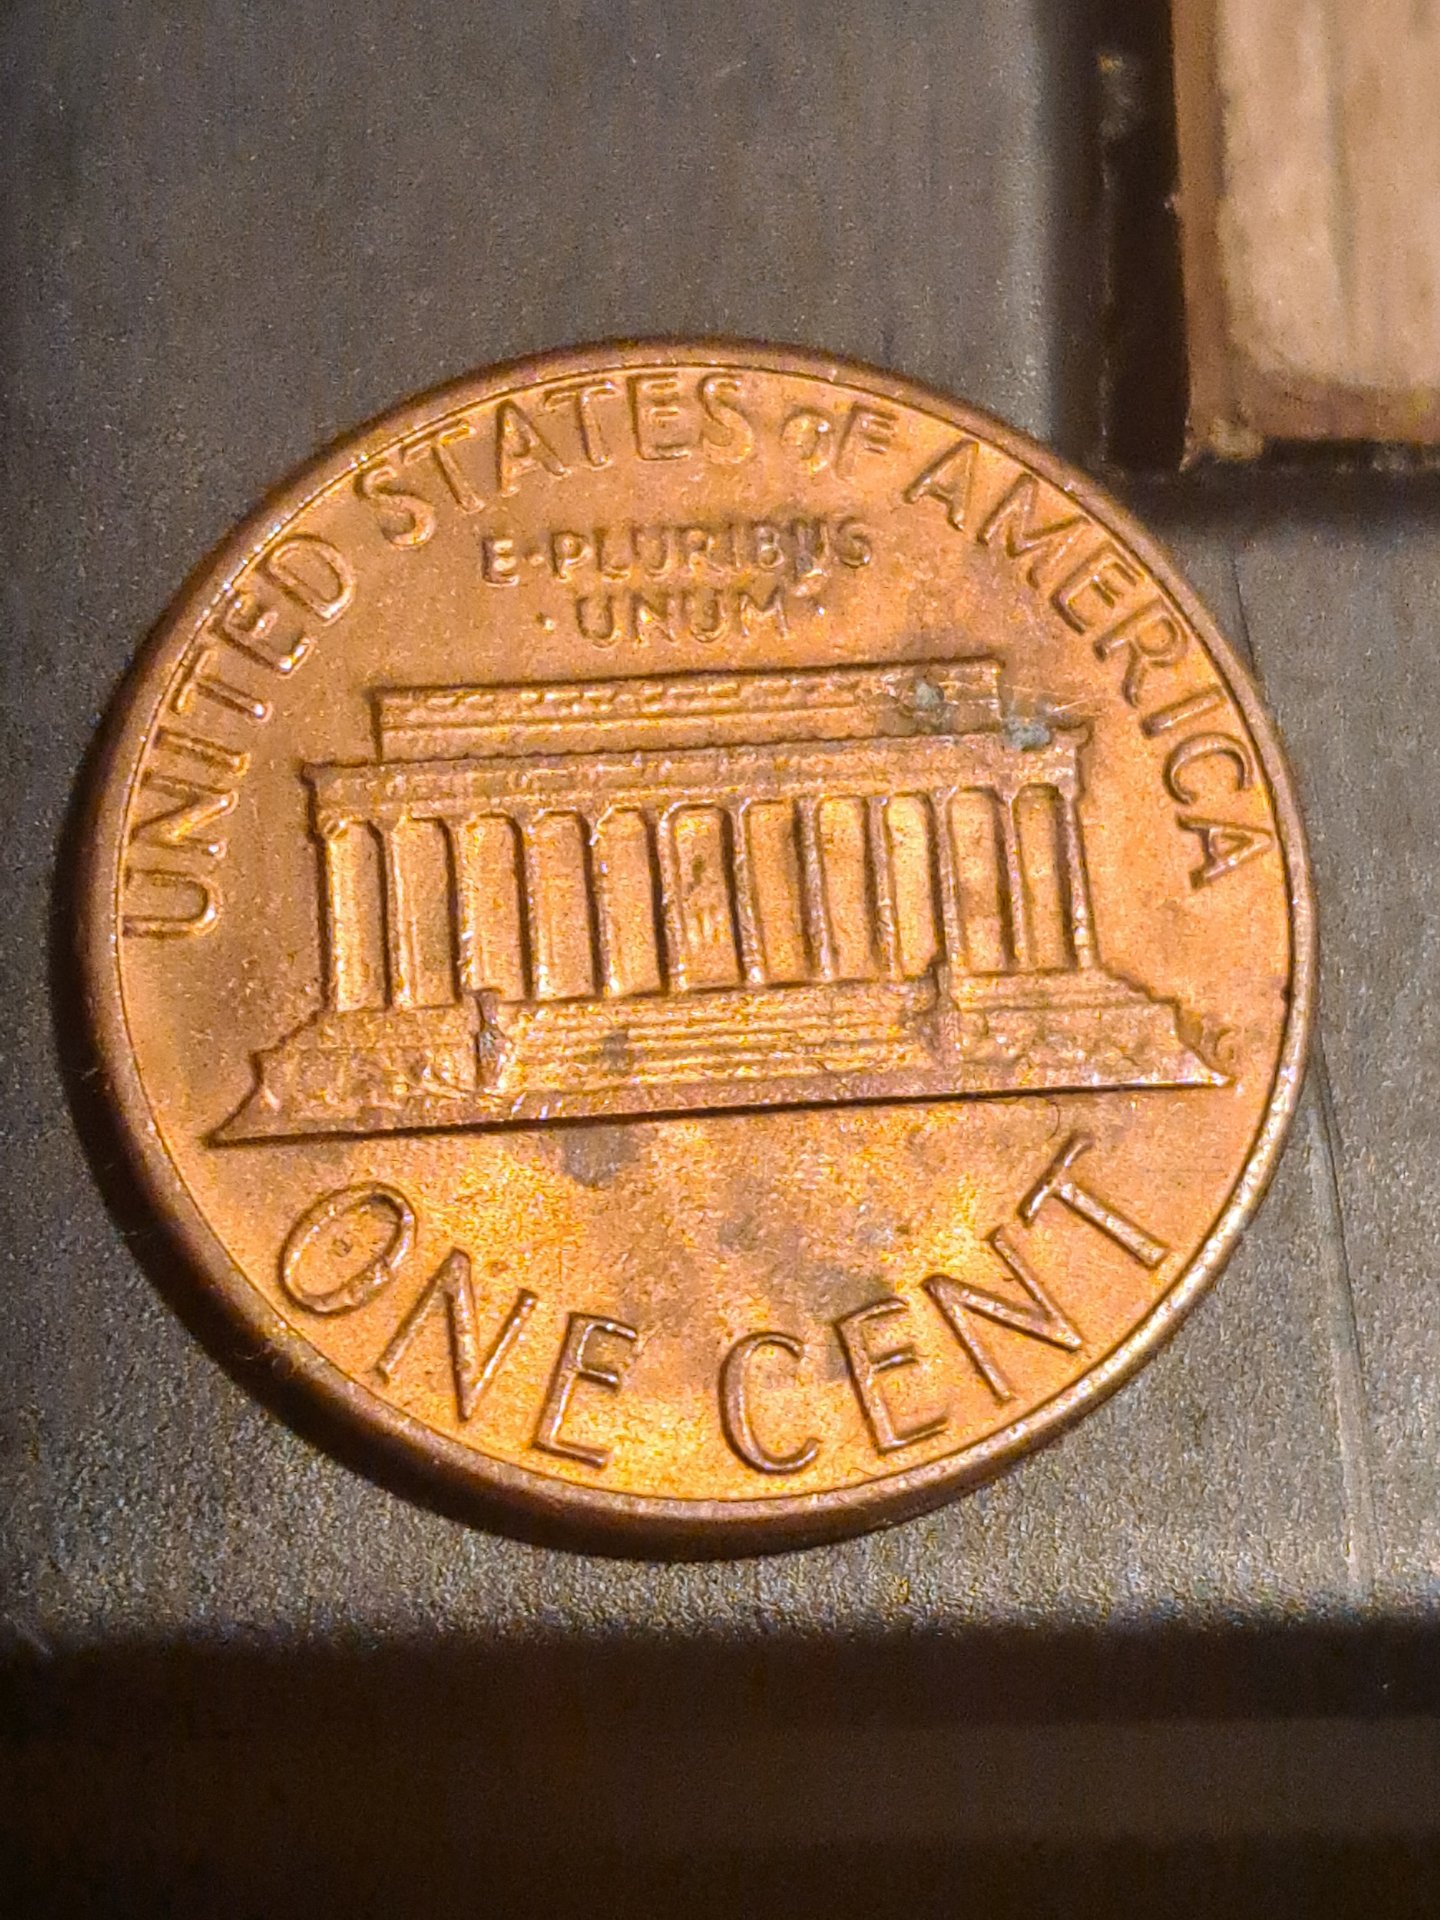 UNITED STATES OF AMERICA
E·PLURIBUS
·UNUM·
ONE CENT